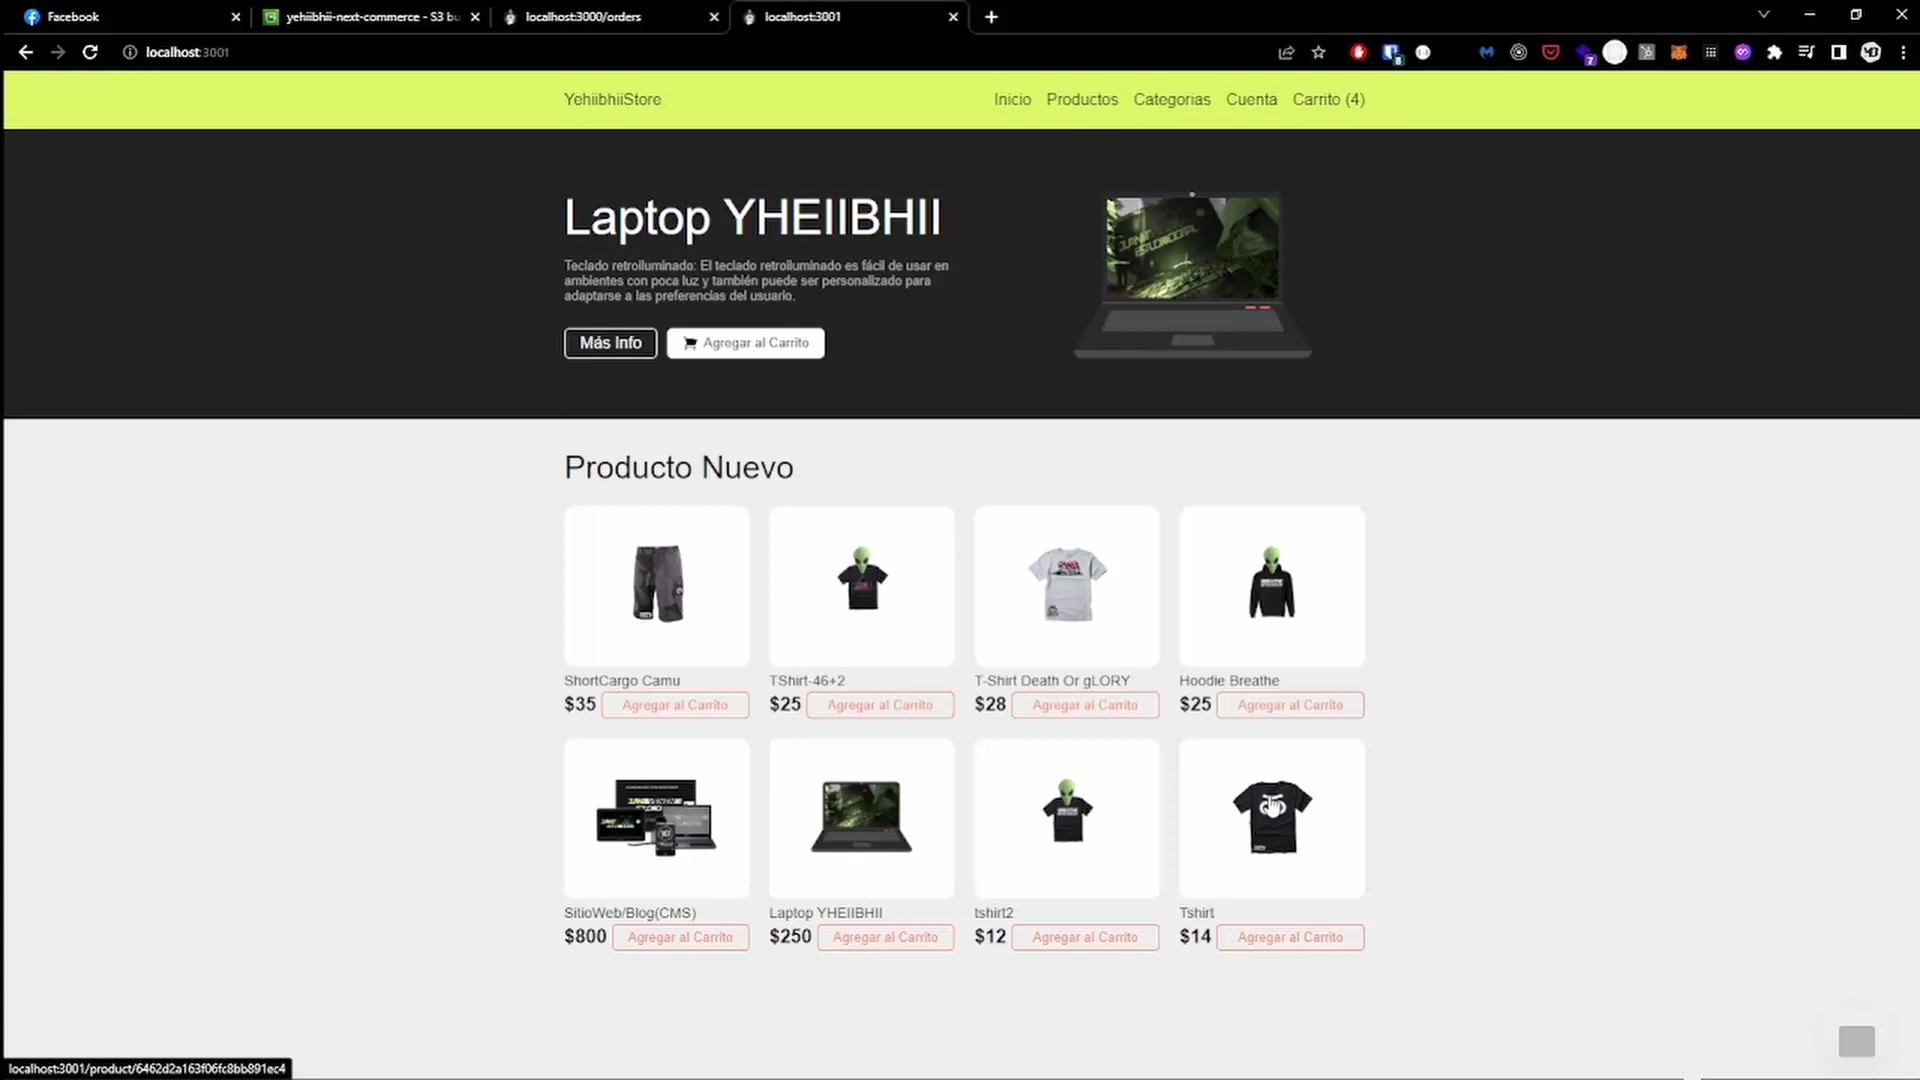 Facebook
yehiibhii-next-commerce - S3 bu
localhost:3000/orders
localhost:3001
localhost:3001
8
7
YehiibhiiStore
Inicio Productos Categorias Cuenta Carrito (4)
Laptop YHEIIBHII
Teclado retroiluminado: El teclado retroiluminado es fácil de usar en
ambientes con poca luz y también puede ser personalizado para
adaptarse a las preferencias del usuario.
Más Info Agregar al Carrito
Producto Nuevo
ShortCargo Camu
$35 Agregar al Carrito
TShirt-46+2
$25 Agregar al Carrito
T-Shirt Death Or gLORY
$28 Agregar al Carrito
Hoodie Breathe
$25 Agregar al Carrito
SitioWeb/Blog(CMS)
$800 Agregar al Carrito
Laptop YHEIIBHII
$250 Agregar al Carrito
tshirt2
$12 Agregar al Carrito
Tshirt
$14 Agregar al Carrito
localhost:3001/product/6462d2a163f06fc8bb891ec4